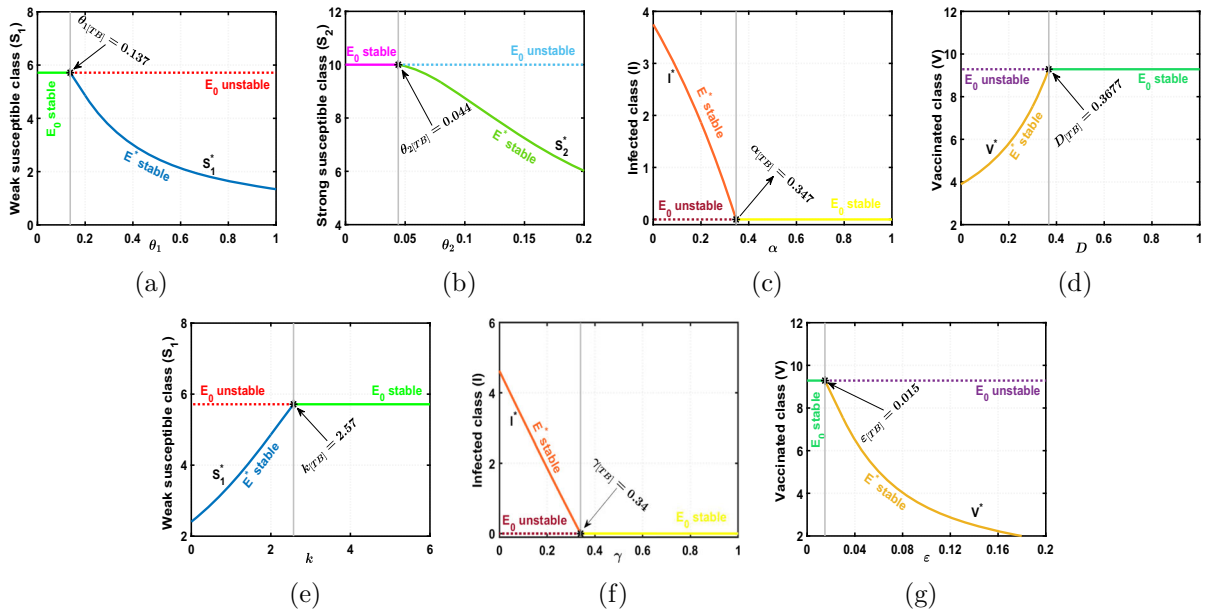 Weak susceptible class (S₁)
8
6
4
2
0
0
0.2
0.4
0.6
0.8
1
θ₁
θ₁[TB] = 0.137
E₀ stable
E₀ unstable
E* stable
S₁*
(a)
Strong susceptible class (S₂)
12
10
8
6
4
0
0.05
0.1
0.15
0.2
θ₂
E₀ stable
E₀ unstable
θ₂[TB] = 0.044
E* stable
S₂*
(b)
Infected class (I)
4
3
2
1
0
0
0.2
0.4
0.6
0.8
1
α
I*
E* stable
α[TB] = 0.347
E₀ unstable
E₀ stable
(c)
Vaccinated class (V)
12
10
8
6
4
2
0
0.2
0.4
0.6
0.8
1
D
E₀ unstable
E₀ stable
V*
E* stable
D[TB] = 0.3677
(d)
Weak susceptible class (S₁)
8
6
4
2
0
2
4
6
k
E₀ unstable
E₀ stable
S₁*
E* stable
k[TB] = 2.57
(e)
Infected class (I)
6
4
2
0
0
0.2
0.4
0.6
0.8
1
γ
I*
E* stable
γ[TB] = 0.34
E₀ unstable
E₀ stable
(f)
Vaccinated class (V)
12
10
8
6
4
2
0
0.04
0.08
0.12
0.16
0.2
ε
E₀ stable
E₀ unstable
ε[TB] = 0.015
E* stable
V*
(g)